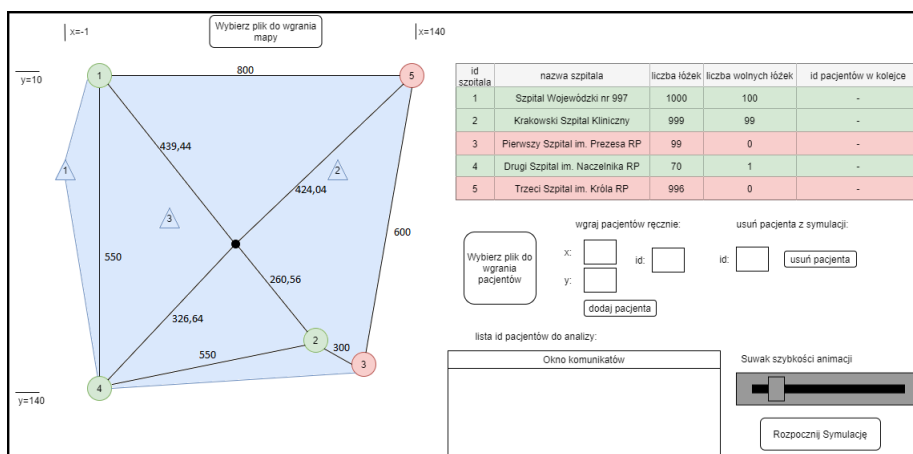 x=-1
Wybierz plik do wgrania
mapy
x=140
y=10
1
800
5
439,44
424,04
1
2
3
600
550
260,56
326,64
2
550
300
3
4
y=140
id szpitala | nazwa szpitala | liczba łóżek | liczba wolnych łóżek | id pacjentów w kolejce
1 | Szpital Wojewódzki nr 997 | 1000 | 100 | -
2 | Krakowski Szpital Kliniczny | 999 | 99 | -
3 | Pierwszy Szpital im. Prezesa RP | 99 | 0 | -
4 | Drugi Szpital im. Naczelnika RP | 70 | 1 | -
5 | Trzeci Szpital im. Króla RP | 996 | 0 | -
Wybierz plik do
wgrania
pacjentów
wgraj pacjentów ręcznie:
x:
id:
y:
dodaj pacjenta
usuń pacjenta z symulacji:
id:
usuń pacjenta
lista id pacjentów do analizy:
Okno komunikatów
Suwak szybkości animacji
Rozpocznij Symulację